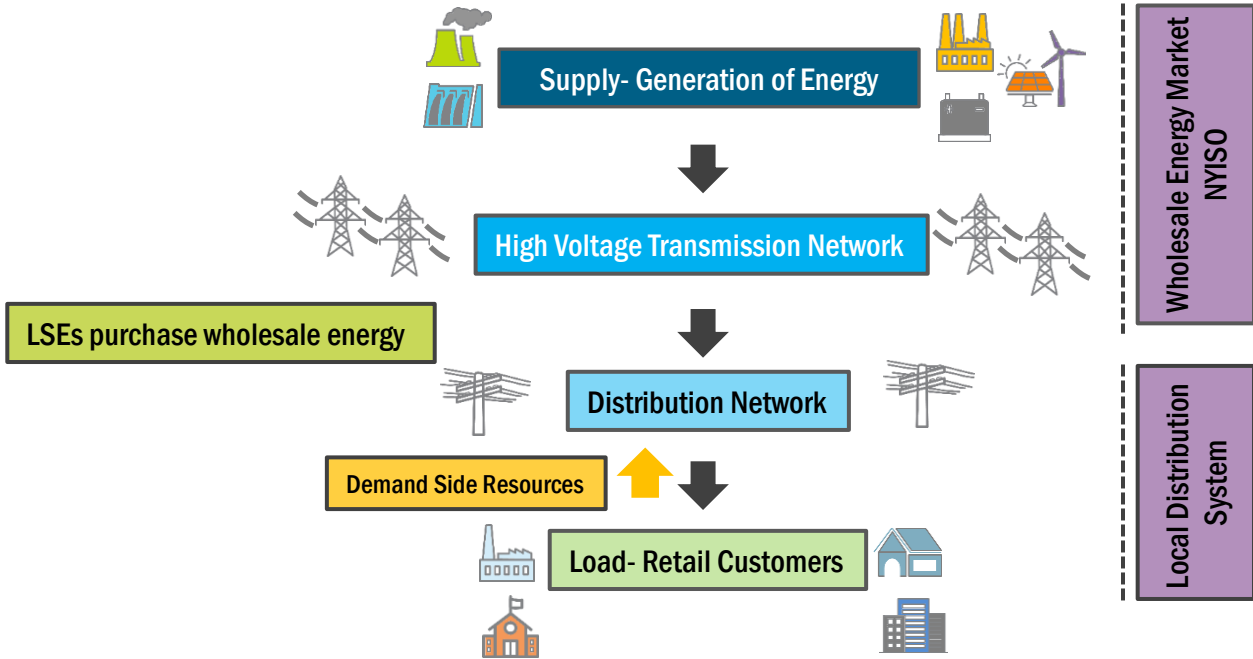 Supply- Generation of Energy
High Voltage Transmission Network
LSEs purchase wholesale energy
Distribution Network
Demand Side Resources
Load- Retail Customers
Wholesale Energy Market
NYISO
Local Distribution
System